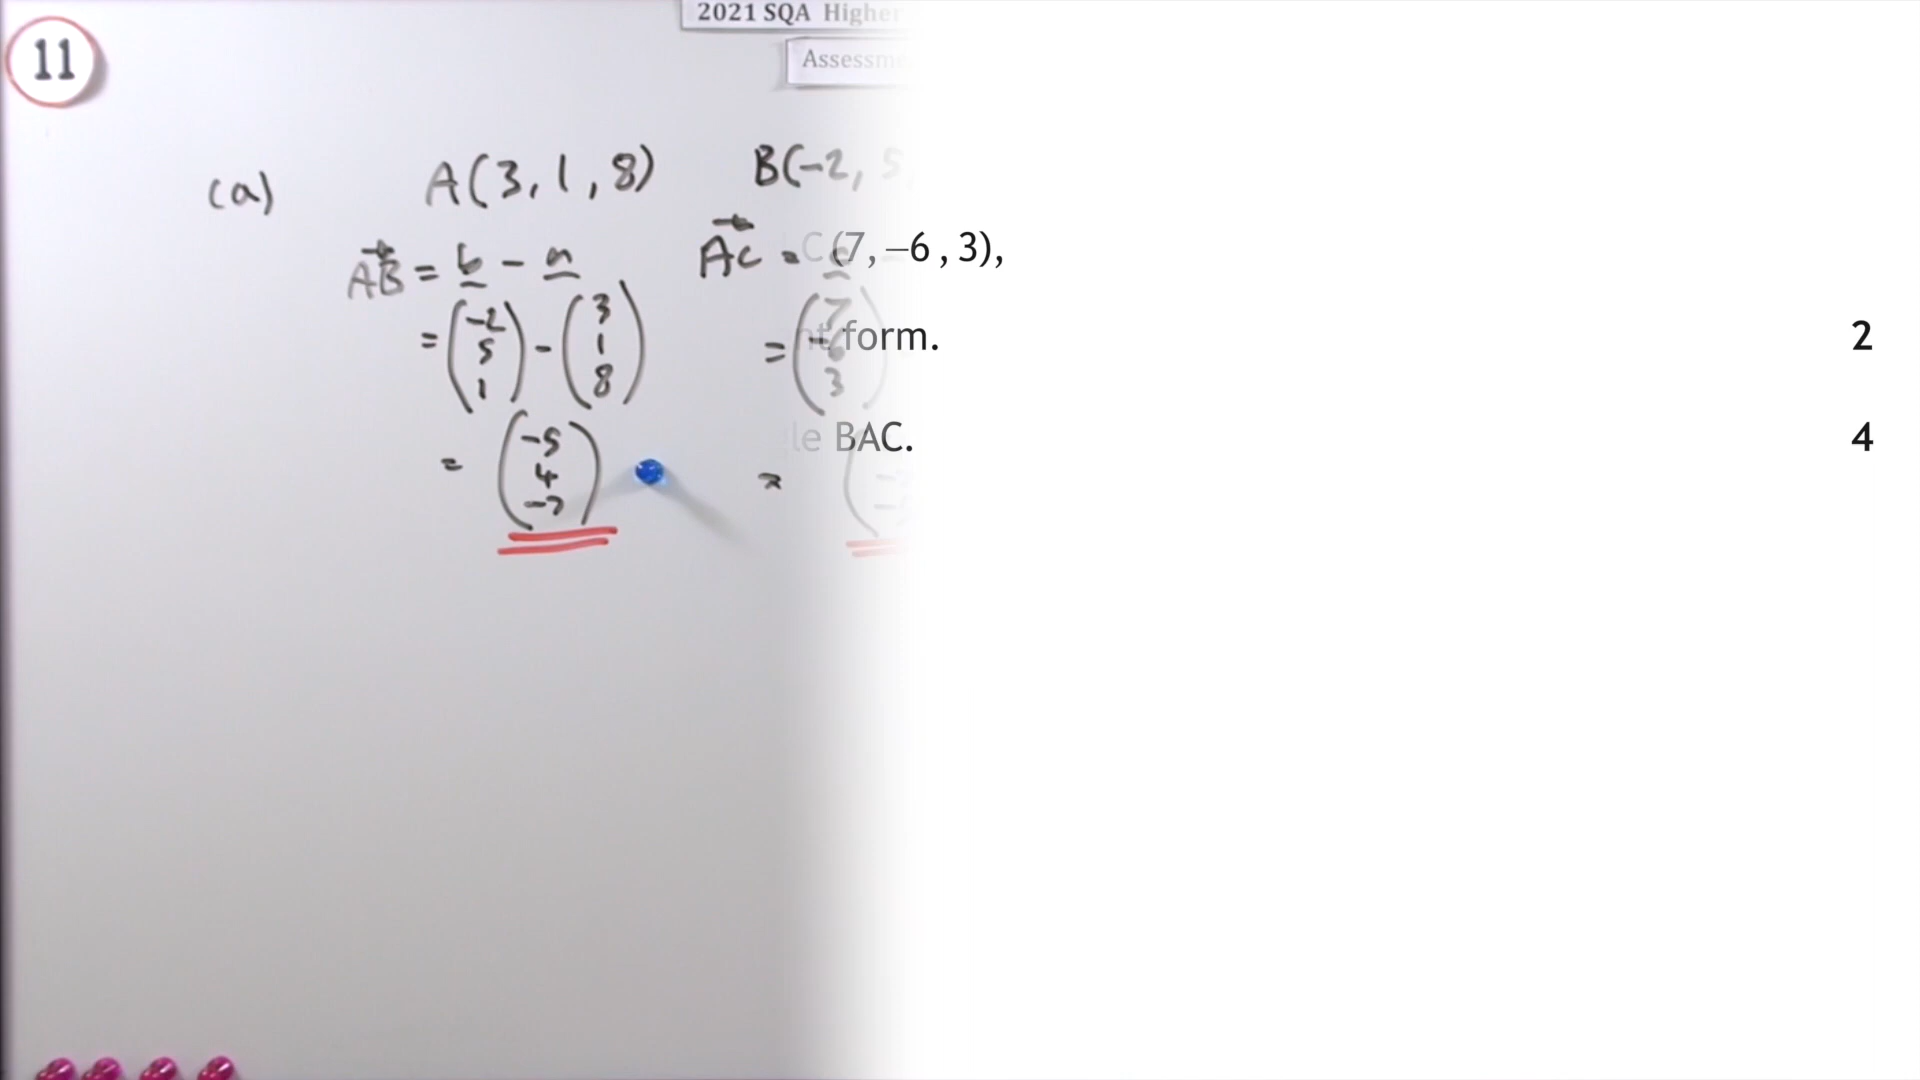 2021 SQA Higher
11
Assessme
(a) A(3, 1, 8) B(-2, 5,
AB = b - a AC = c
C(7, −6 , 3),
= (-2 5 1) - (3 1 8) = (7 -6 3)
form. 2
le BAC. 4
= (-5 4 -7) =